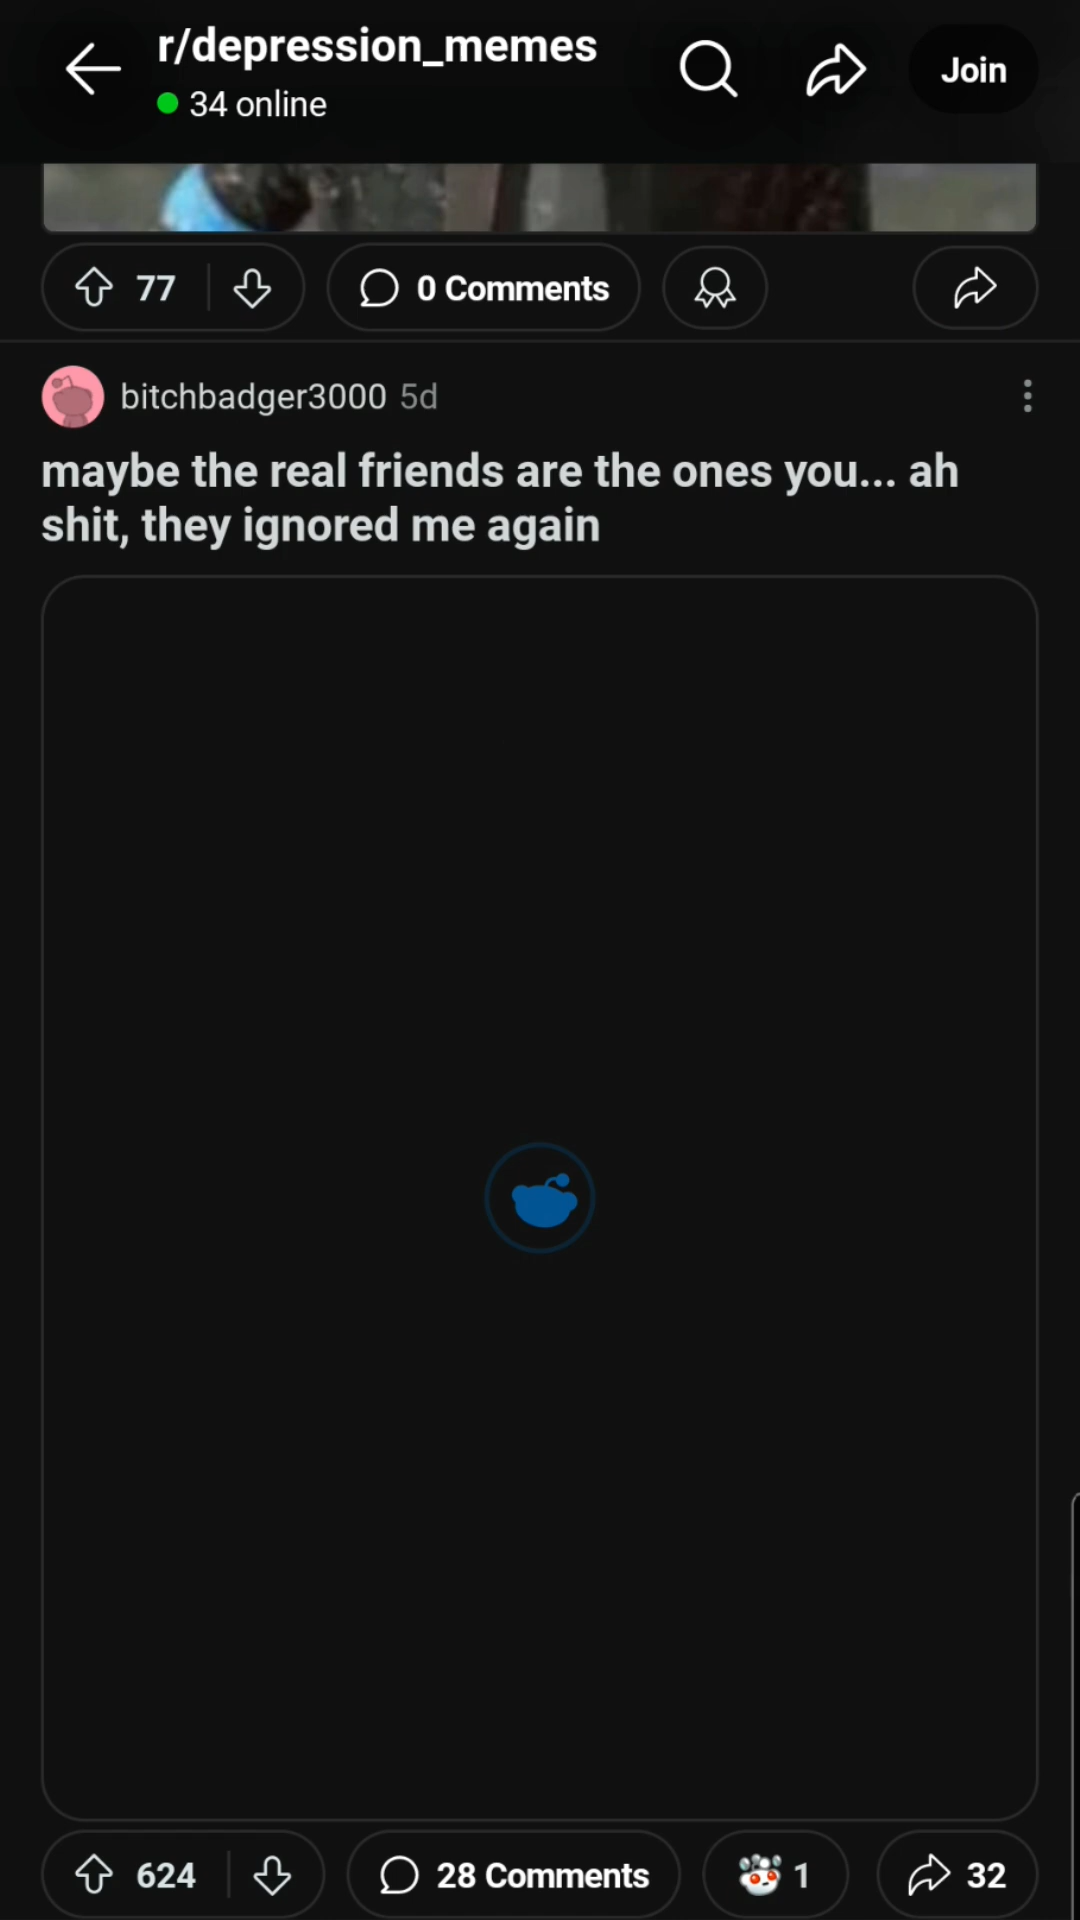 r/depression_memes
34 online
Join
77
0 Comments
bitchbadger3000 5d
maybe the real friends are the ones you... ah
shit, they ignored me again
624
28 Comments
1
32